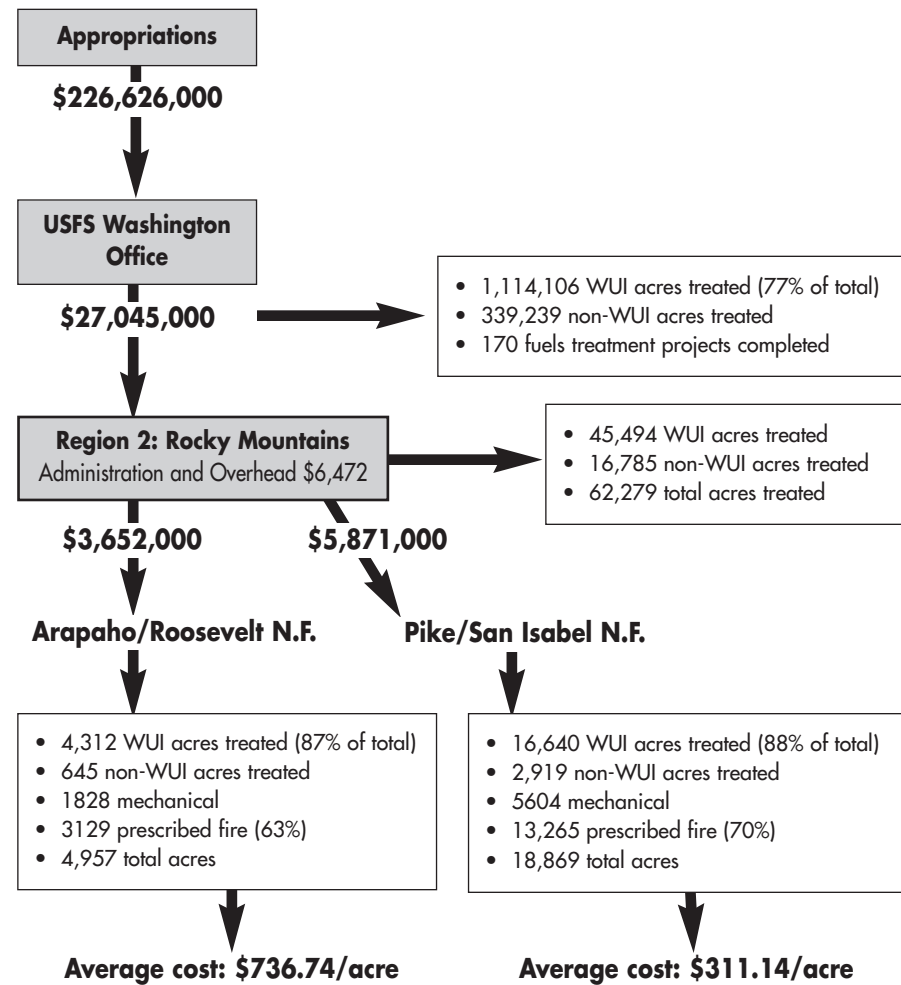 Appropriations
$226,626,000
USFS Washington
Office
$27,045,000
• 1,114,106 WUI acres treated (77% of total)
• 339,239 non-WUI acres treated
• 170 fuels treatment projects completed
Region 2: Rocky Mountains
Administration and Overhead $6,472
• 45,494 WUI acres treated
• 16,785 non-WUI acres treated
• 62,279 total acres treated
$3,652,000
$5,871,000
Arapaho/Roosevelt N.F.
Pike/San Isabel N.F.
• 4,312 WUI acres treated (87% of total)
• 645 non-WUI acres treated
• 1828 mechanical
• 3129 prescribed fire (63%)
• 4,957 total acres
• 16,640 WUI acres treated (88% of total)
• 2,919 non-WUI acres treated
• 5604 mechanical
• 13,265 prescribed fire (70%)
• 18,869 total acres
Average cost: $736.74/acre
Average cost: $311.14/acre